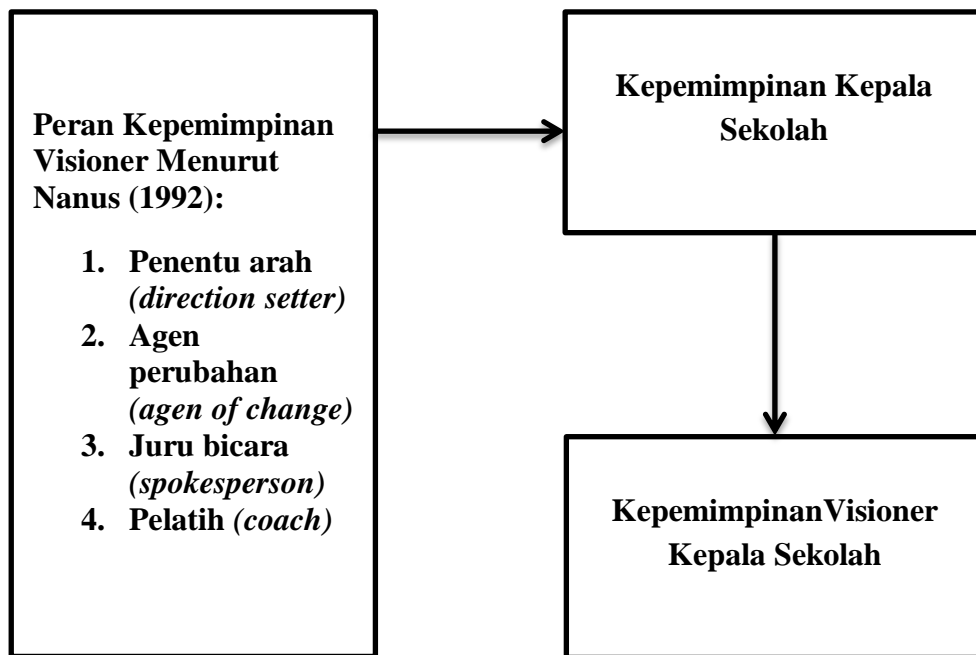 Peran Kepemimpinan
Visioner Menurut
Nanus (1992):
1. Penentu arah
(direction setter)
2. Agen
perubahan
(agen of change)
3. Juru bicara
(spokesperson)
4. Pelatih (coach)
Kepemimpinan Kepala
Sekolah
KepemimpinanVisioner
Kepala Sekolah